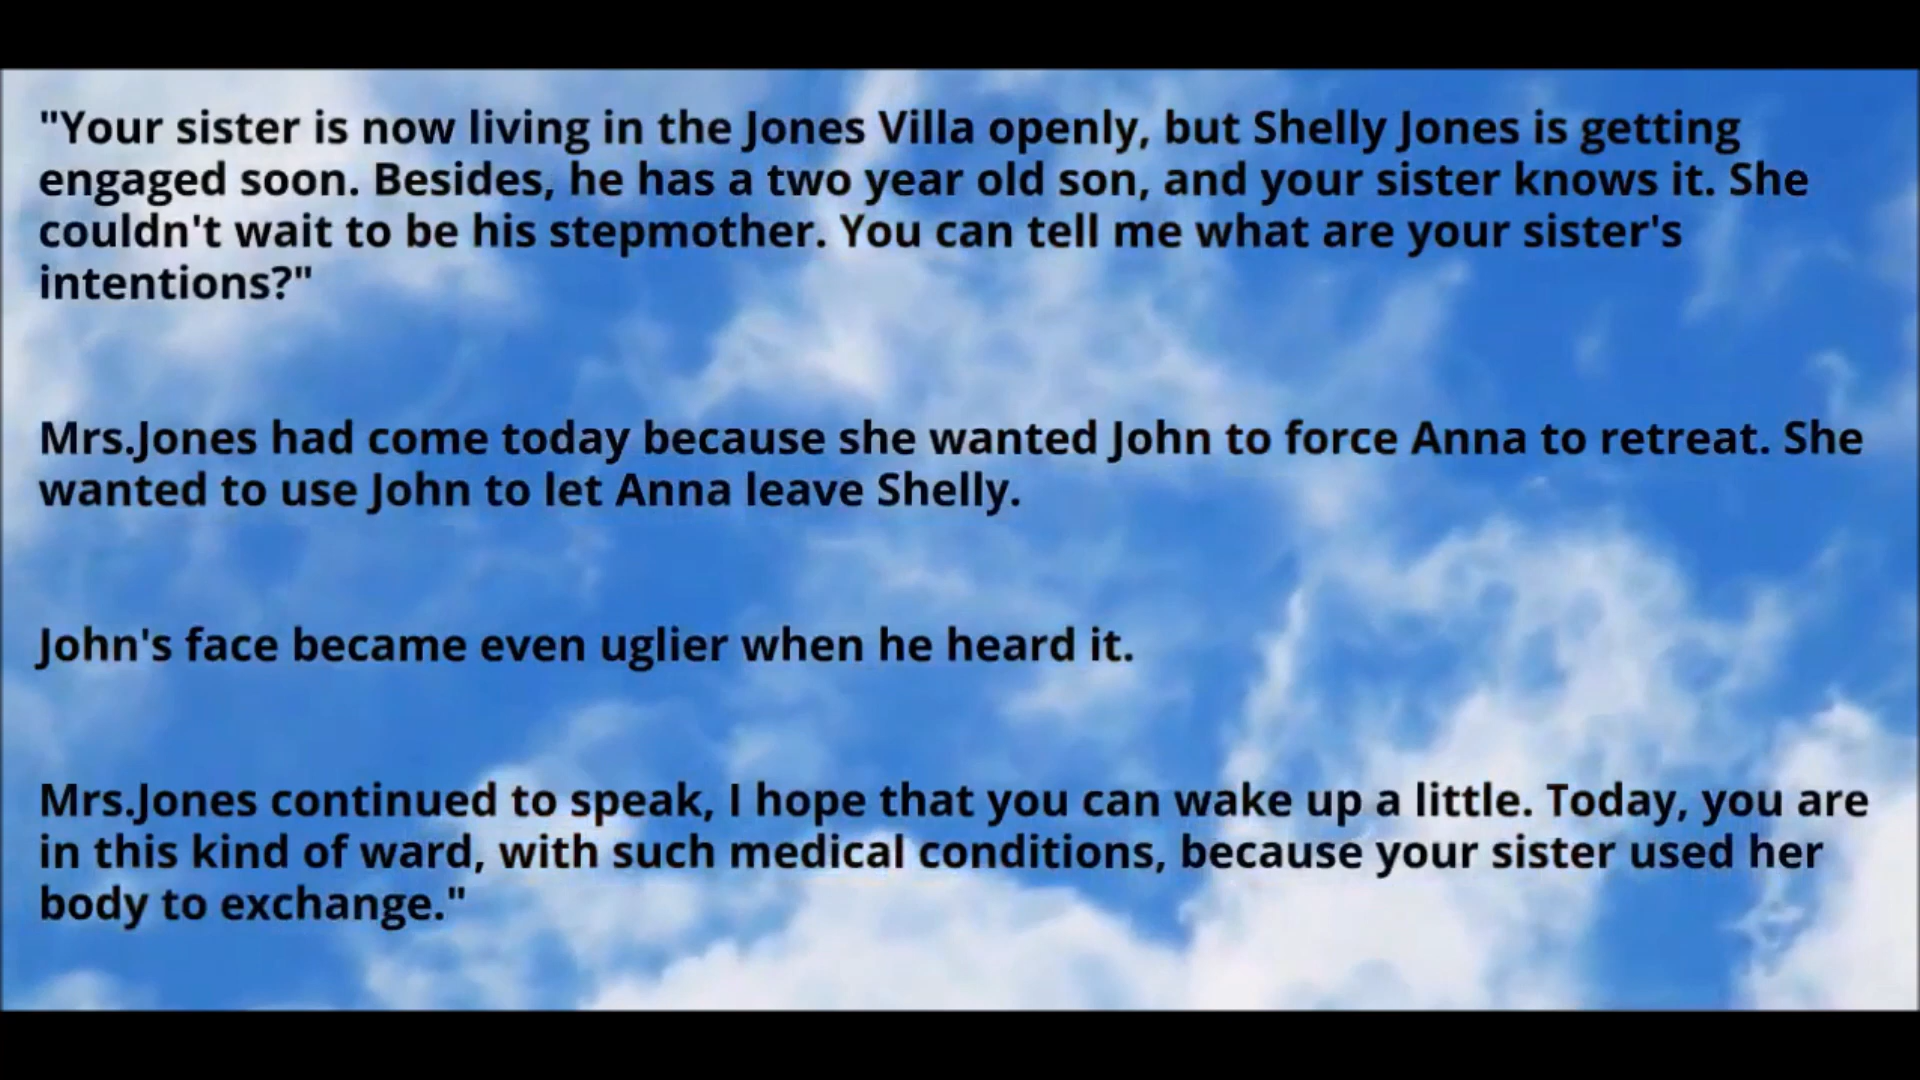 "Your sister is now living in the Jones Villa openly, but Shelly Jones is getting
engaged soon. Besides, he has a two year old son, and your sister knows it. She
couldn't wait to be his stepmother. You can tell me what are your sister's
intentions?"
Mrs.Jones had come today because she wanted John to force Anna to retreat. She
wanted to use John to let Anna leave Shelly.
John's face became even uglier when he heard it.
Mrs.Jones continued to speak, I hope that you can wake up a little. Today, you are
in this kind of ward, with such medical conditions, because your sister used her
body to exchange."